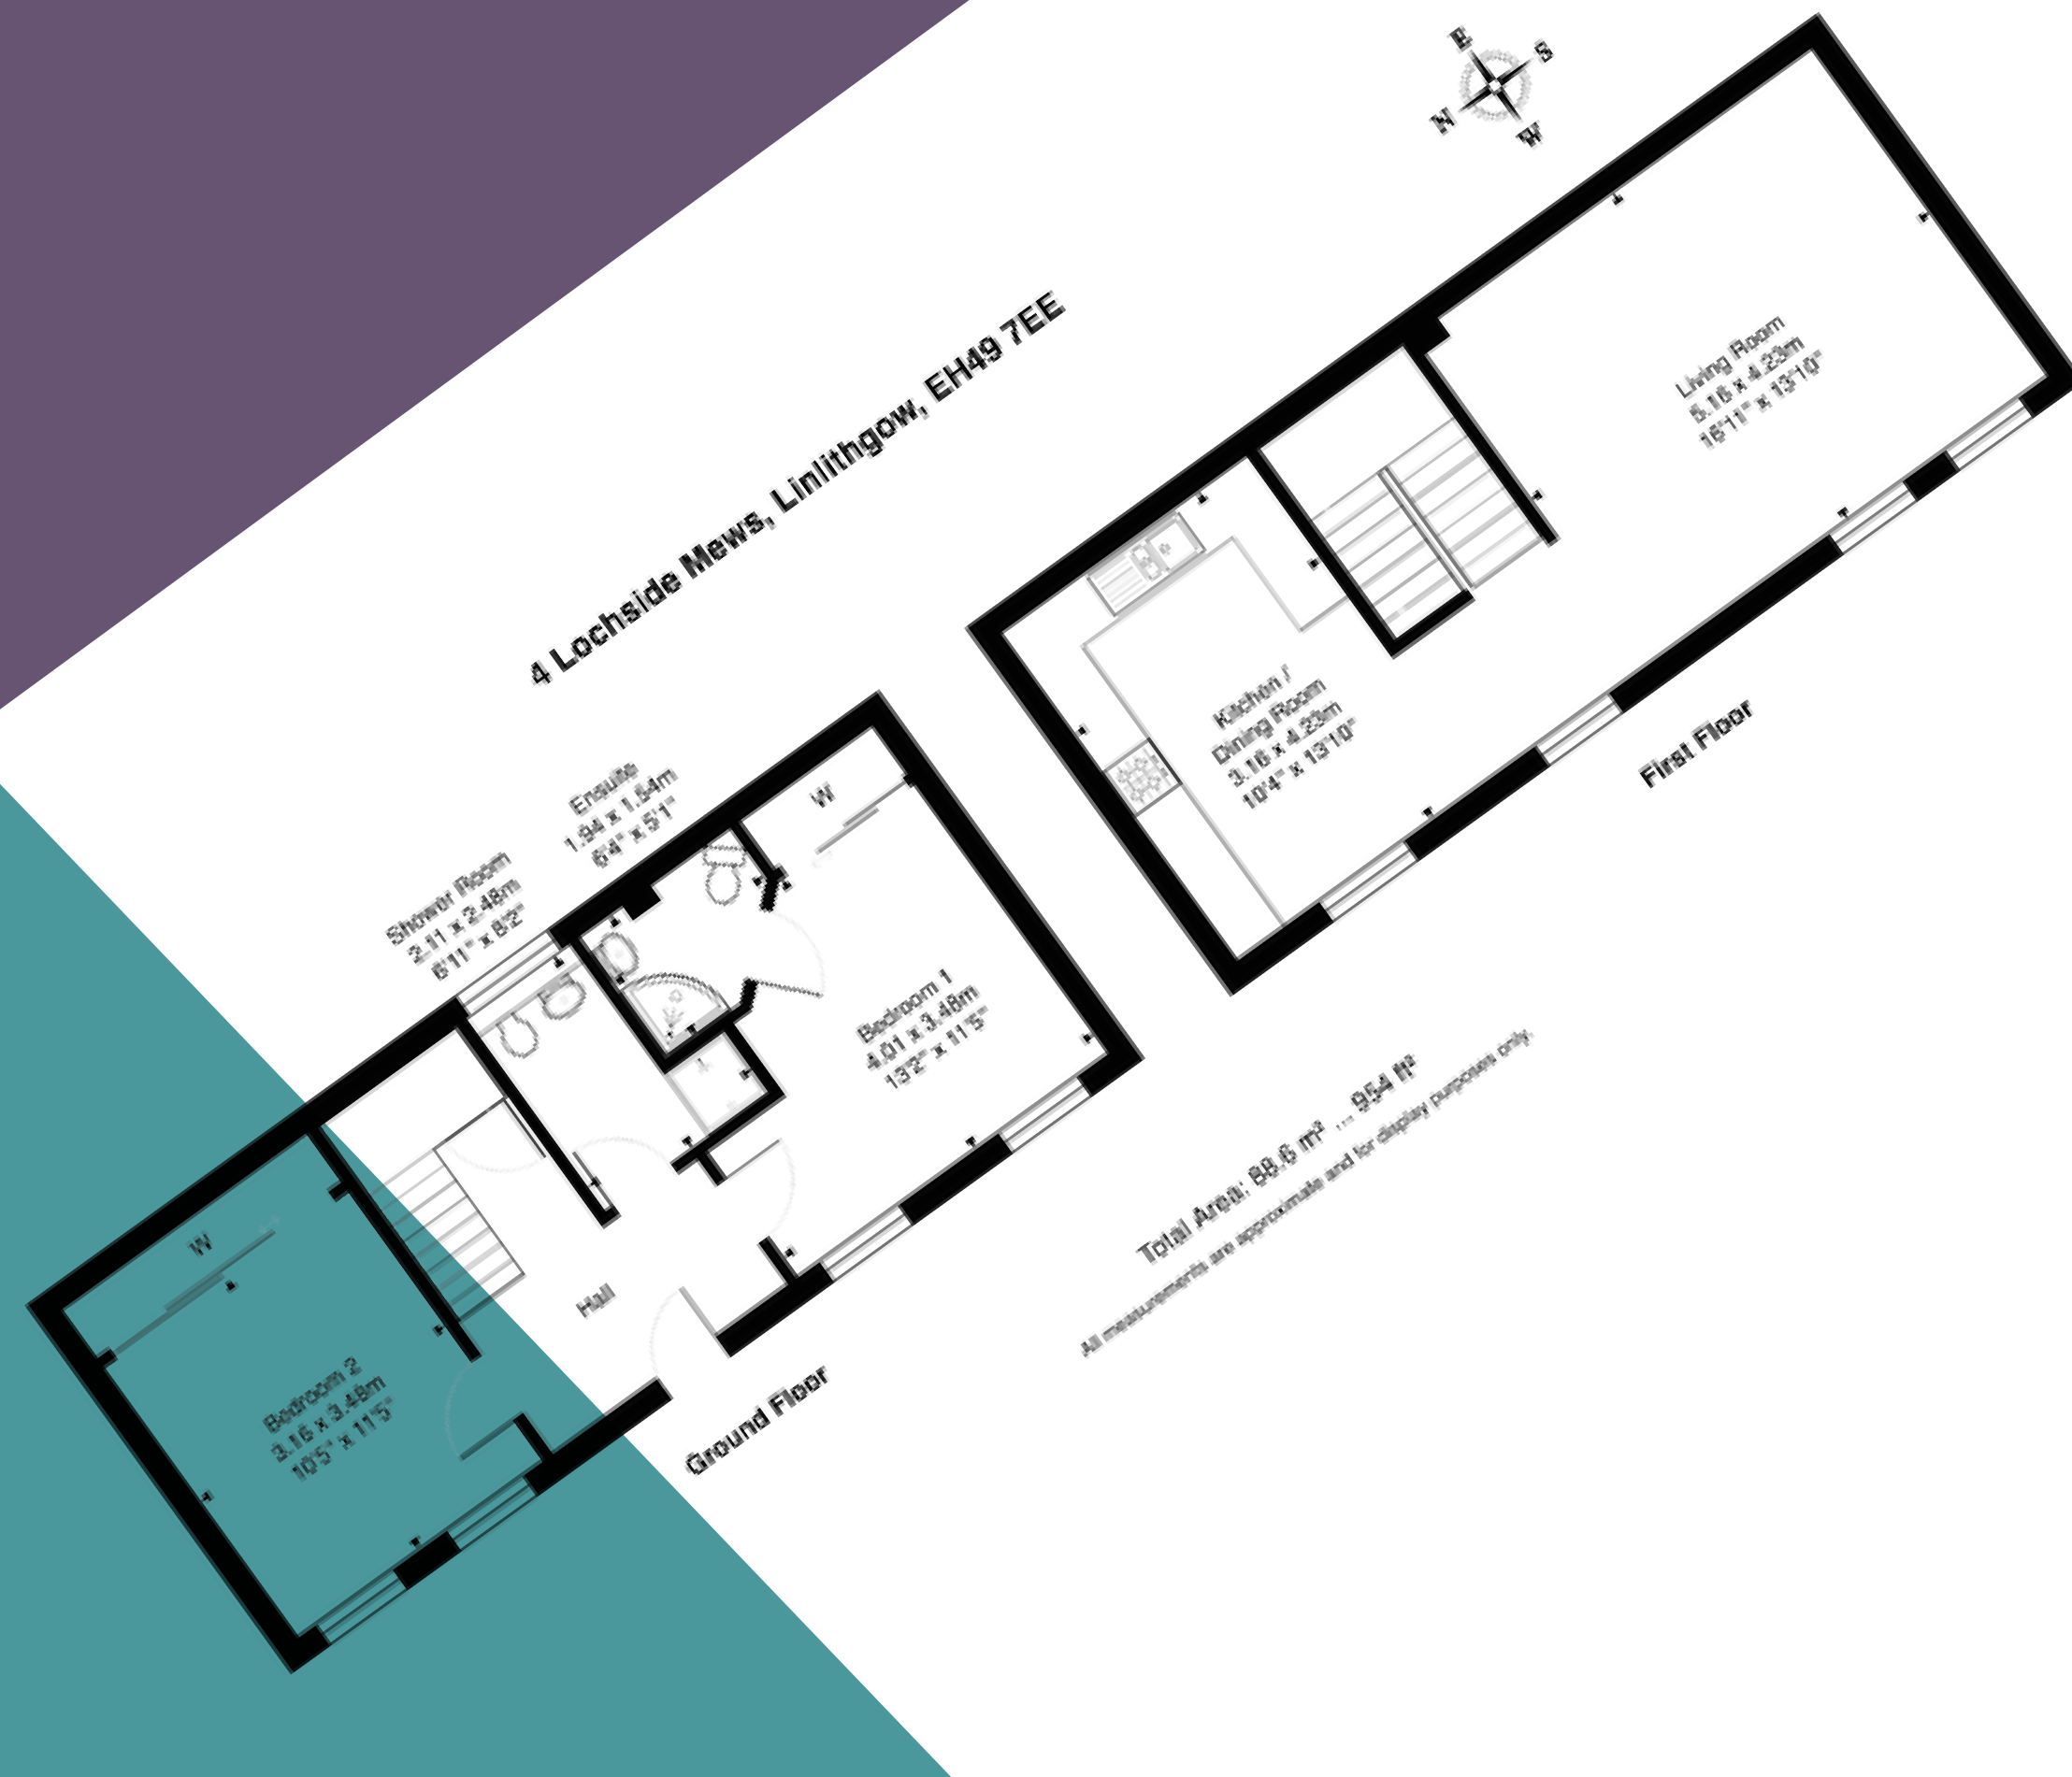 4 Lochside Mews, Linlithgow, EH49 7EE
E
S
N
W
Living Room
5.16 x 4.23m
16'11" x 13'10"
Kitchen /
Dining Room
3.16 x 4.23m
10'4" x 13'10"
First Floor
Ensuite
1.94 x 1.54m
6'4" x 5'1"
Shower Room
2.11 x 2.48m
6'11" x 8'2"
W
Bedroom 1
4.01 x 3.48m
13'2" x 11'5"
W
Bedroom 2
3.16 x 3.48m
10'5" x 11'5"
Hall
Ground Floor
Total Area: 88.6 m² ... 954 ft²
All measurements are approximate and for display purposes only